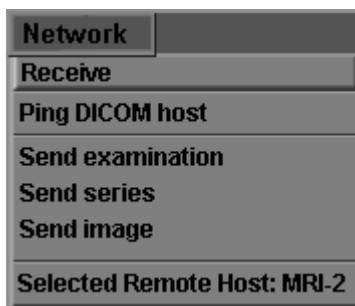 Network
Receive
Ping DICOM host
Send examination
Send series
Send image
Selected Remote Host: MRI-2